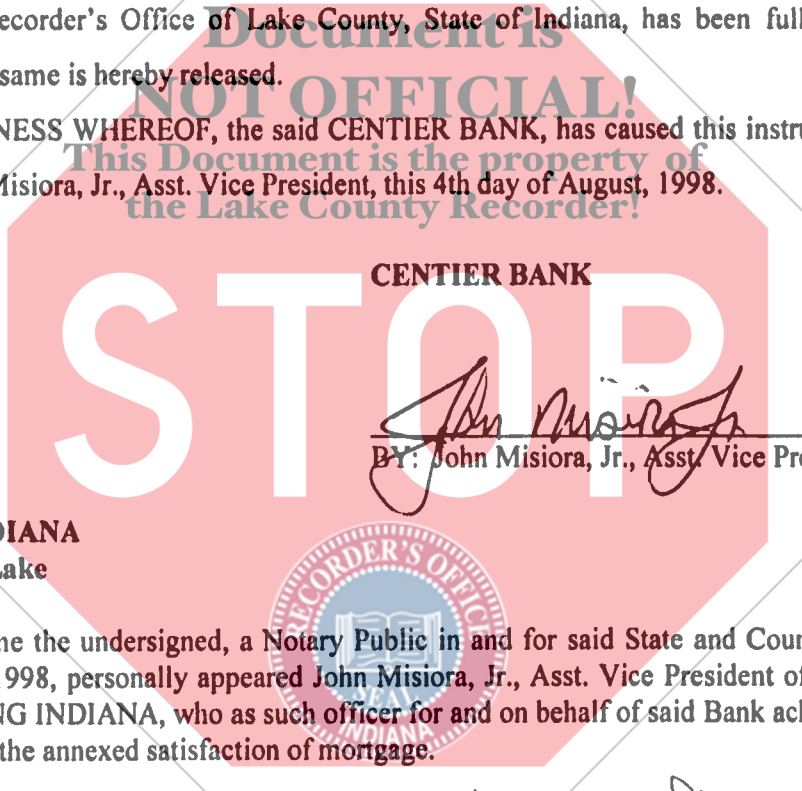 ecorder's Office of Lake County, State of Indiana, has been full
Document is
same is hereby released.
NOT OFFICIAL!
NESS WHEREOF, the said CENTIER BANK, has caused this instru
This Document is the property of
Misiora, Jr., Asst. Vice President, this 4th day of August, 1998.
the Lake County Recorder!
CENTIER BANK
STOP
John Misiora Jr
BY: John Misiora, Jr., Asst. Vice Pre
DIANA
Lake
RECORDER'S OFFICE
ne the undersigned, a Notary Public in and for said State and Coun
1998, personally appeared John Misiora, Jr., Asst. Vice President of
SEAL
NG INDIANA, who as such officer for and on behalf of said Bank ack
INDIANA
the annexed satisfaction of mortgage.